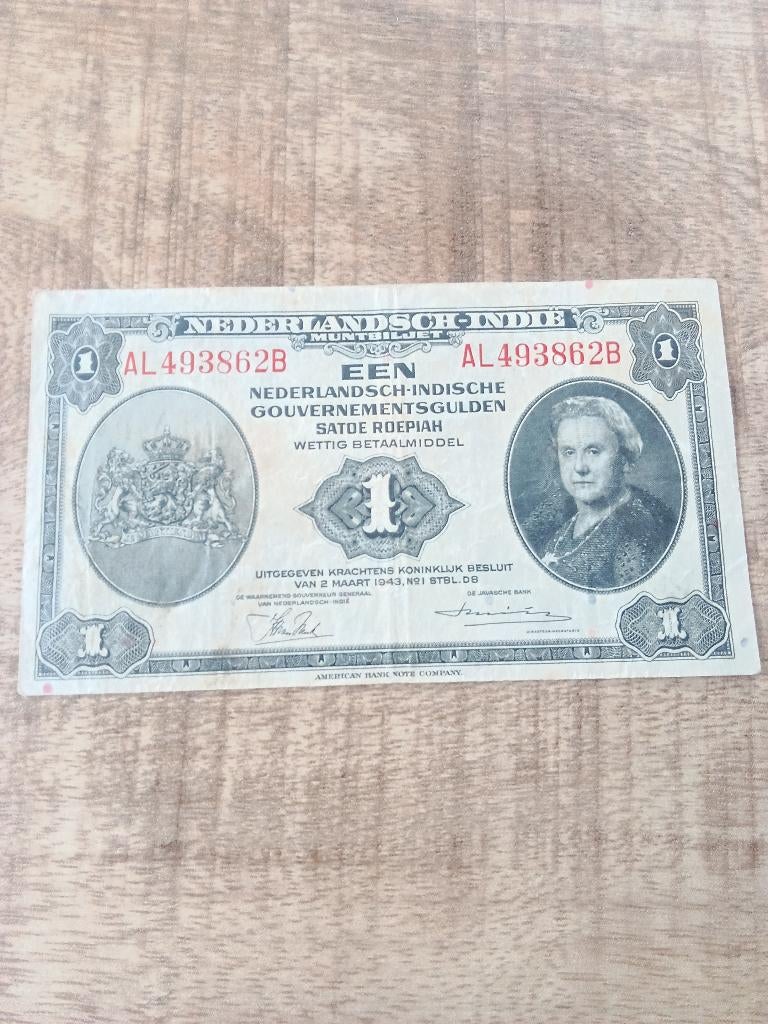 NEDERLANDSCH-INDIË
MUNTBILJET
1
1
AL493862B
AL493862B
EEN
NEDERLANDSCH-INDISCHE
GOUVERNEMENTSGULDEN
SATOE ROEPIAH
WETTIG BETAALMIDDEL
1
UITGEGEVEN KRACHTENS KONINKLIJK BESLUIT
VAN 2 MAART 1943, NO1 STBL. D8
DE WAARNEMEND GOUVERNEUR GENERAAL
VAN NEDERLANDSCH-INDIË
DE JAVASCHE BANK
1
1
AMERICAN BANK NOTE COMPANY.